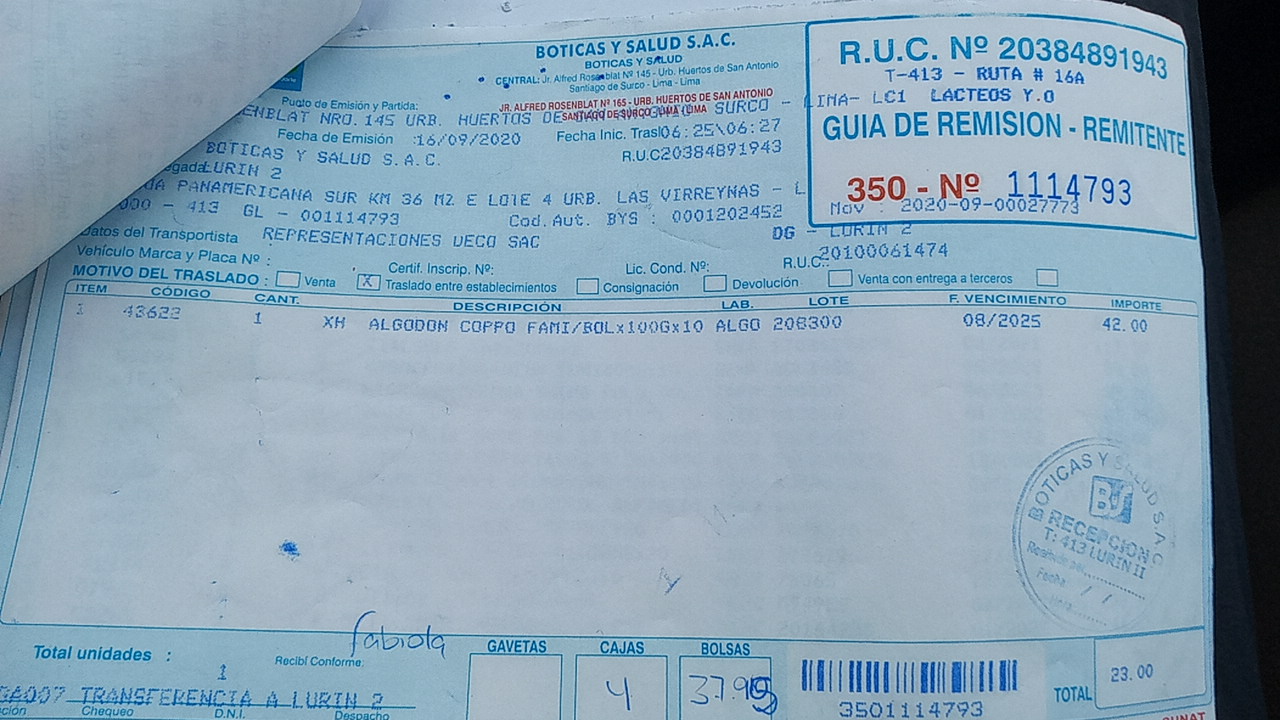 BOTICAS Y SALUD S.A.C.
BOTICAS Y SALUD
CENTRAL: Jr. Alfred Rosenblat Nº 145 - Urb. Huertos de San Antonio
Santiago de Surco - Lima - Lima
JR. ALFRED ROSENBLAT Nº 165 - URB. HUERTOS DE SAN ANTONIO
SANTIAGO DE SURCO LIMA LIMA
R.U.C. Nº 20384891943
T-413 - RUTA # 16A
LC1 LACTEOS Y.O
GUIA DE REMISION - REMITENTE
350 - Nº 1114793
Punto de Emisión y Partida:
ENBLAT NRO.145 URB. HUERTOS DE SURCO - LIMA-
Fecha de Emisión :16/09/2020 Fecha Inic. Trasl 06:25\06:27
BOTICAS Y SALUD S.A.C. R.U.C 20384891943
LURIN 2
PANAMERICANA SUR KM 36 MZ E LOTE 4 URB. LAS VIRREYNAS - L
000 - 413 GL - 001114793 Cod.Aut. BYS : 0001202452 Mov : 2020-09-00027773
Datos del Transportista REPRESENTACIONES DECO SAC DG - LURIN 2
Vehículo Marca y Placa Nº : Certif. Inscrip. Nº: Lic. Cond. Nº: R.U.C.: 20100061474
MOTIVO DEL TRASLADO : Venta X Traslado entre establecimientos Consignación Devolución Venta con entrega a terceros
ITEM CÓDIGO CANT. DESCRIPCIÓN LAB. LOTE F. VENCIMIENTO IMPORTE
1 43622 1 XH ALGODON COPPO FAMI/BOLx100Gx10 ALGO 208300 08/2025 42.00
BOTICAS Y SALUD S.A.C
BS
RECEPCION
T: 413 LURIN II
Recibido por
Fecha / /
fabiola
Total unidades : 1
Recibí Conforme:
GAVETAS CAJAS BOLSAS
4
TRANSFERENCIA A LURIN 2
Chequeo D.N.I. Despacho
3501114793
TOTAL 23.00
SUNAT